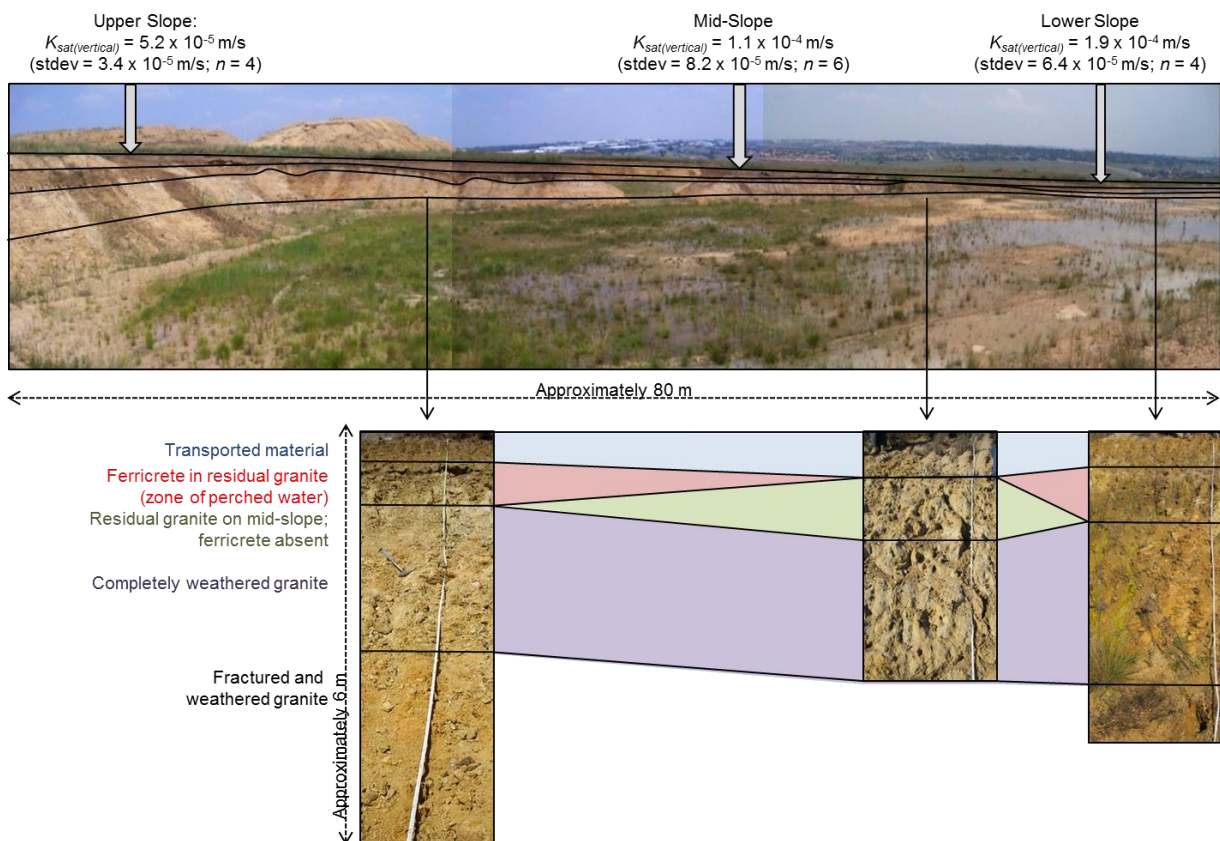 Upper Slope:
Ksat(vertical) = 5.2 x 10-5 m/s
(stdev = 3.4 x 10-5 m/s; n = 4)
Mid-Slope
Ksat(vertical) = 1.1 x 10-4 m/s
(stdev = 8.2 x 10-5 m/s; n = 6)
Lower Slope
Ksat(vertical) = 1.9 x 10-4 m/s
(stdev = 6.4 x 10-5 m/s; n = 4)
Approximately 80 m
Transported material
Ferricrete in residual granite
(zone of perched water)
Residual granite on mid-slope;
ferricrete absent
Completely weathered granite
Fractured and
weathered granite
Approximately 6 m